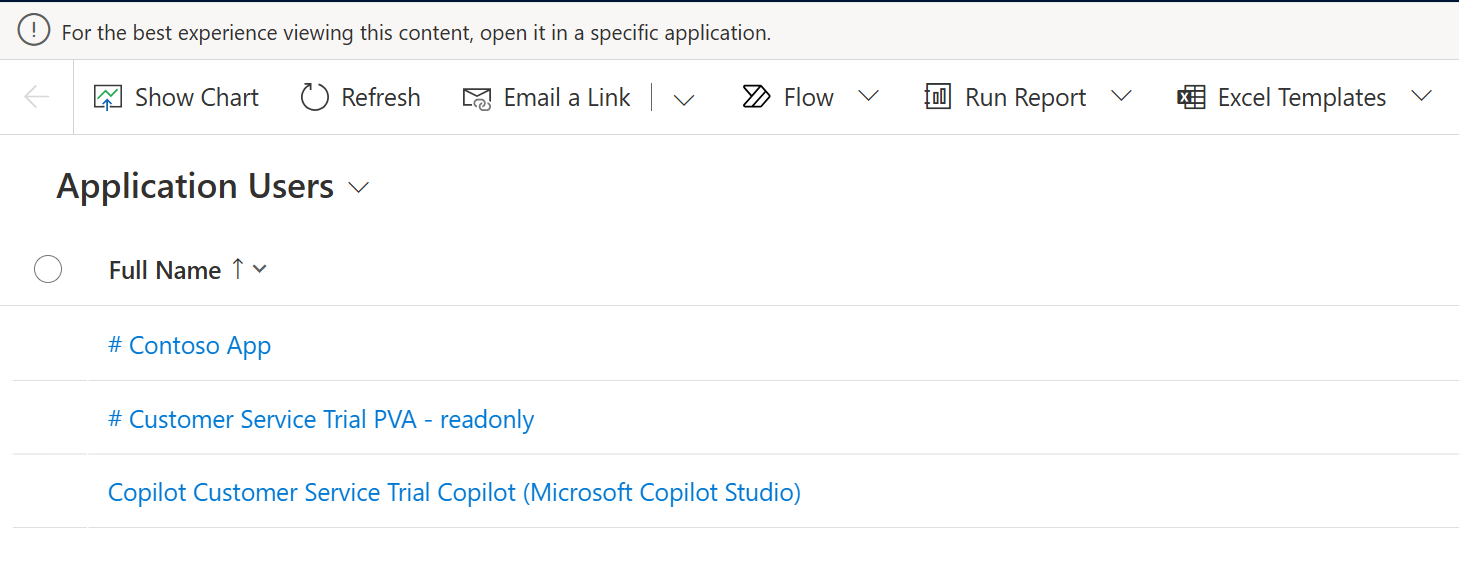 For the best experience viewing this content, open it in a specific application.
Show Chart Refresh Email a Link Flow Run Report Excel Templates
Application Users
Full Name
# Contoso App
# Customer Service Trial PVA - readonly
Copilot Customer Service Trial Copilot (Microsoft Copilot Studio)